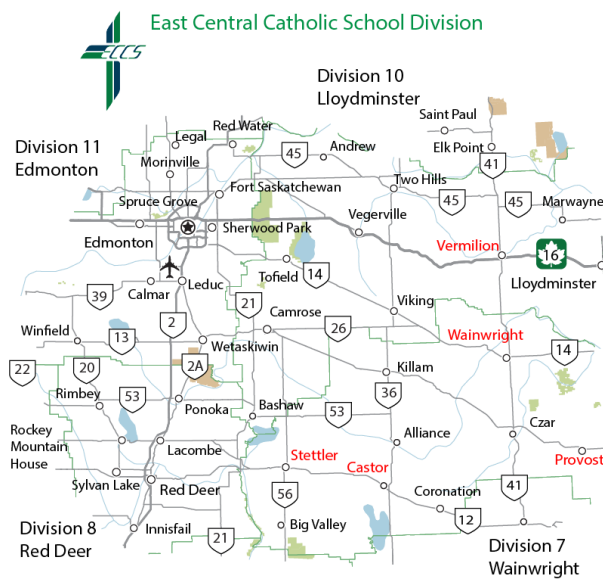 East Central Catholic School Division
ECCS
Division 10
Lloydminster
Saint Paul
Red Water
Legal
Andrew
Elk Point
Division 11
Edmonton
45
41
Morinville
Two Hills
Fort Saskatchewan
Spruce Grove
45
45
Marwayne
Vegerville
Sherwood Park
Edmonton
Vermilion
16
Tofield
14
Leduc
Calmar
Lloydminster
39
21
Viking
2
Camrose
26
13
Winfield
Wainwright
Wetaskiwin
14
22
20
2A
Killam
36
Rimbey
53
Ponoka
Bashaw
53
Czar
Rocky
Mountain
House
Lacombe
Alliance
Stettler
Provost
Castor
Sylvan Lake
Red Deer
41
56
Coronation
12
Division 8
Red Deer
Innisfail
21
Big Valley
Division 7
Wainwright